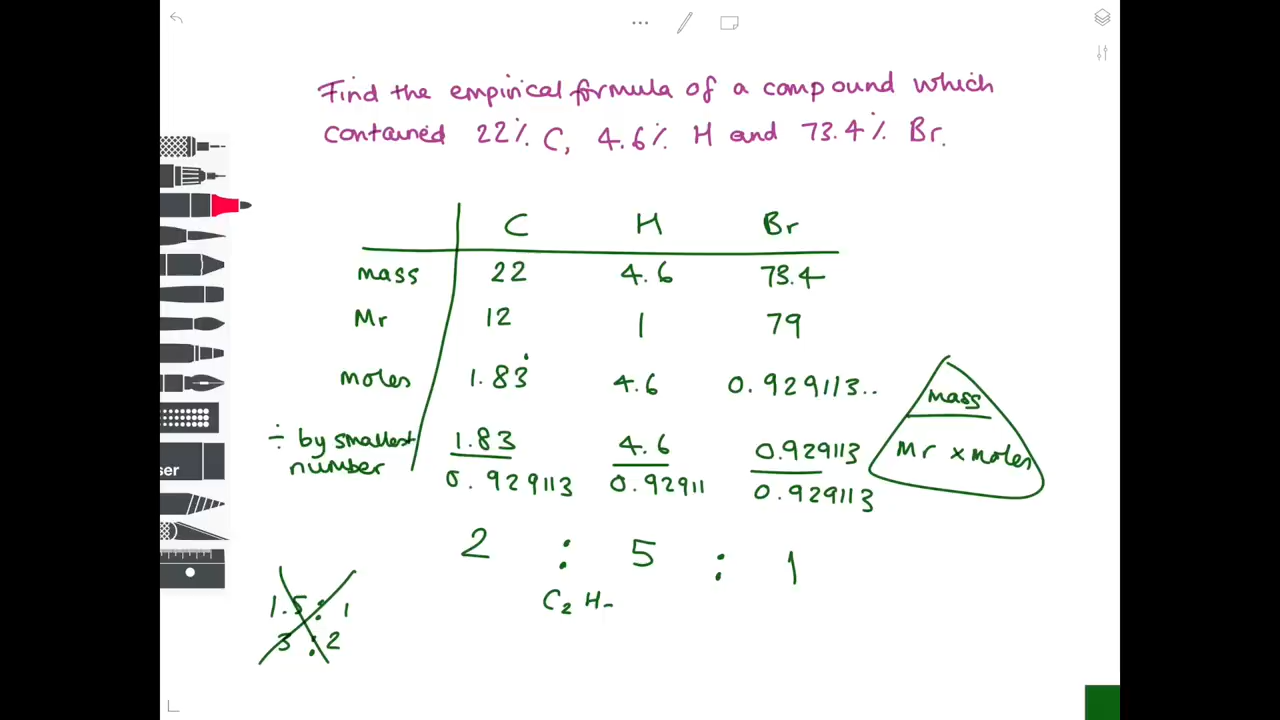 Find the empirical formula of a compound which
contained 22% C, 4.6% H and 73.4% Br.
C H Br
mass 22 4.6 73.4
Mr 12 1 79
moles 1.83̇ 4.6 0.929113..
÷ by smallest number 1.83/0.929113 4.6/0.92911 0.929113/0.929113
mass
Mr × moles
2 : 5 : 1
C₂ H-
1.5 : 1
3 : 2
ser